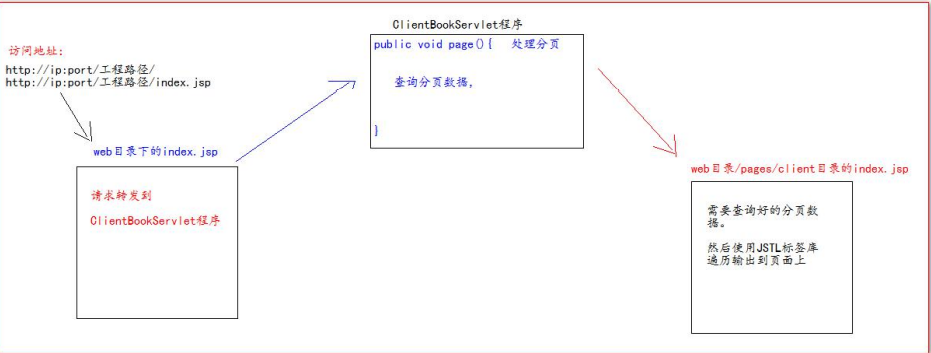 访问地址:
http://ip:port/工程路径/
http://ip:port/工程路径/index.jsp
web目录下的index.jsp
请求转发到
ClientBookServlet程序
ClientBookServlet程序
public void page(){ 处理分页
查询分页数据,
}
web目录/pages/client目录的index.jsp
需要查询好的分页数
据。
然后使用JSTL标签库
遍历输出到页面上